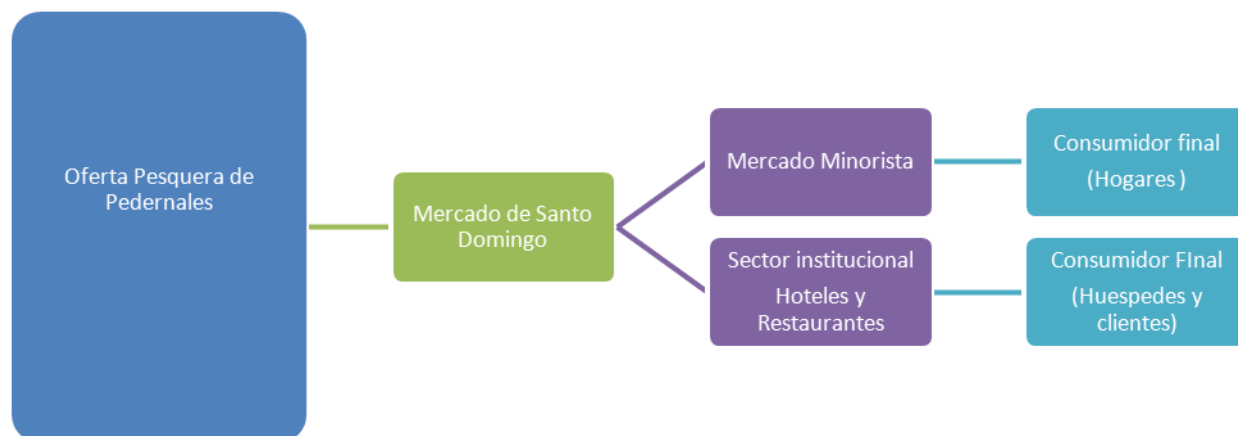 Oferta Pesquera de
Pedernales
Mercado de Santo
Domingo
Mercado Minorista
Consumidor final
(Hogares )
Sector institucional
Hoteles y
Restaurantes
Consumidor FInal
(Huespedes y
clientes)